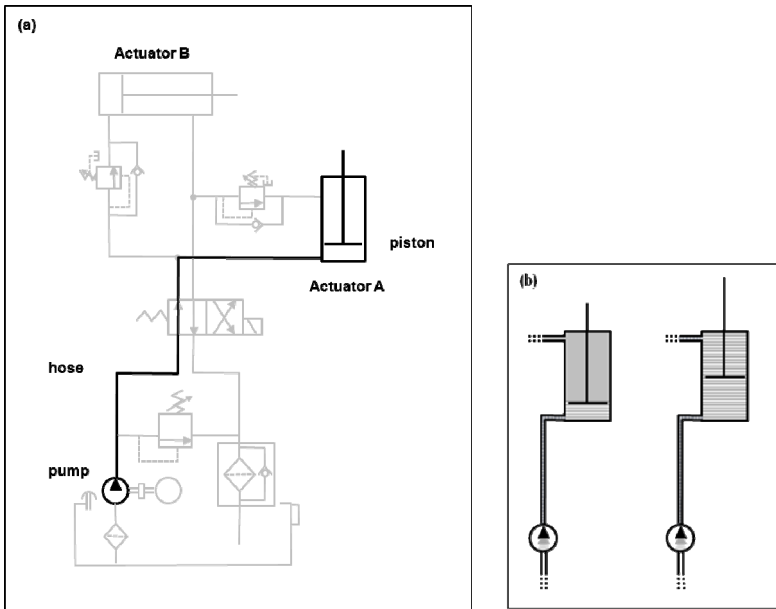 (a)
Actuator B
piston
Actuator A
hose
pump
(b)